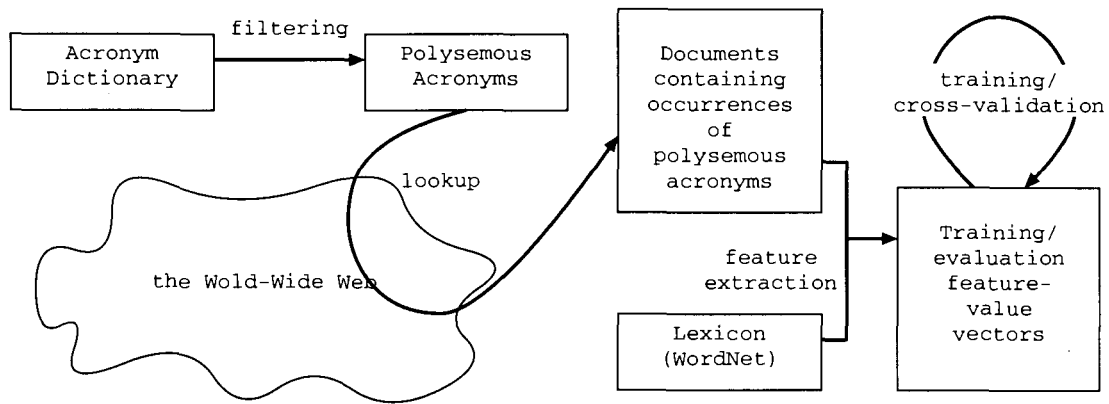 filtering
Acronym
Dictionary
Polysemous
Acronyms
lookup
the Wold-Wide Web
Documents
containing
occurrences
of
polysemous
acronyms
feature
extraction
Lexicon
(WordNet)
training/
cross-validation
Training/
evaluation
feature-
value
vectors